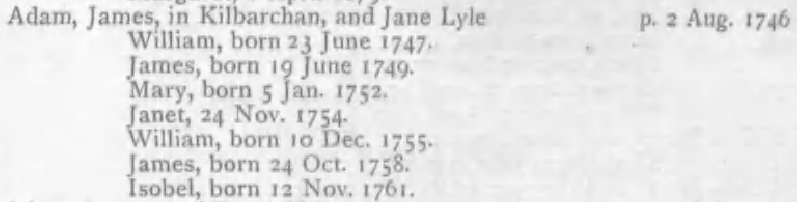 Adam, James, in Kilbarchan, and Jane Lyle p. 2 Aug. 1746
William, born 23 June 1747.
James, born 19 June 1749.
Mary, born 5 Jan. 1752.
Janet, 24 Nov. 1754.
William, born 10 Dec. 1755.
James, born 24 Oct. 1758.
Isobel, born 12 Nov. 1761.